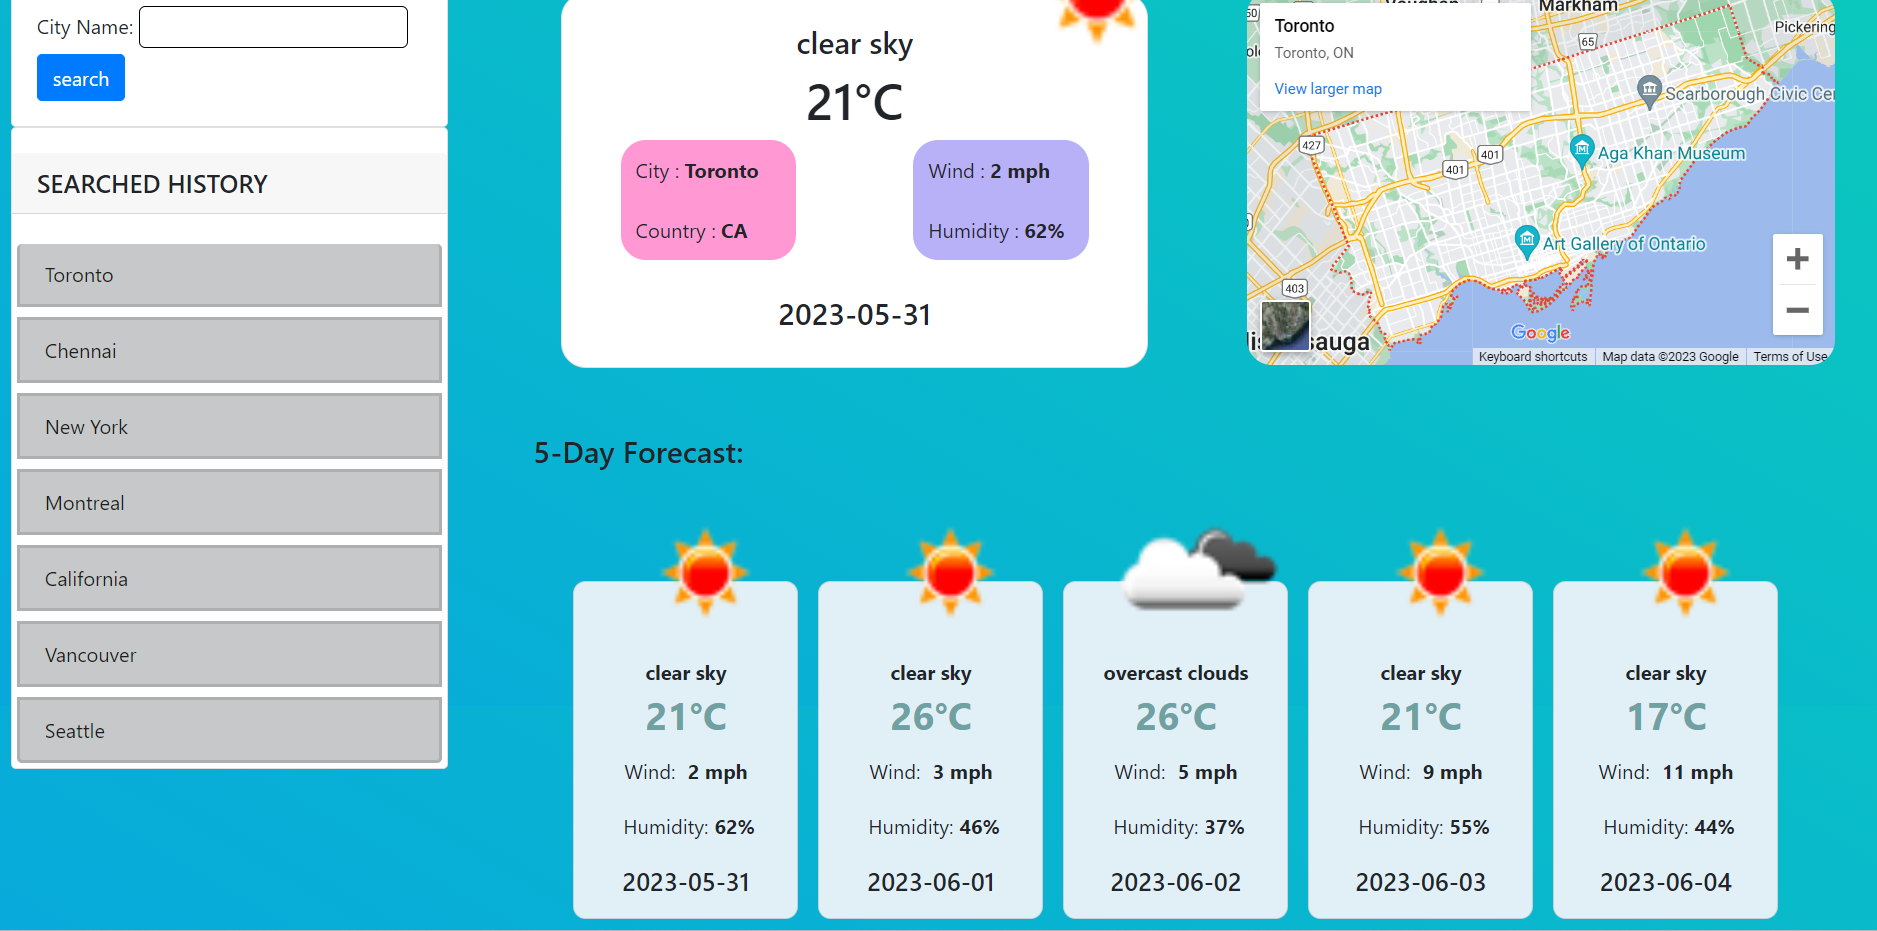 City Name:
search
SEARCHED HISTORY
Toronto
Chennai
New York
Montreal
California
Vancouver
Seattle
clear sky
21°C
City : Toronto
Country : CA
Wind : 2 mph
Humidity : 62%
2023-05-31
Toronto
Toronto, ON
View larger map
Markham
Pickering
65
Scarborough Civic Cen
427
401
401
Aga Khan Museum
Art Gallery of Ontario
403
Google
Keyboard shortcuts
Map data ©2023 Google
Terms of Use
5-Day Forecast:
clear sky
21°C
Wind: 2 mph
Humidity: 62%
2023-05-31
clear sky
26°C
Wind: 3 mph
Humidity: 46%
2023-06-01
overcast clouds
26°C
Wind: 5 mph
Humidity: 37%
2023-06-02
clear sky
21°C
Wind: 9 mph
Humidity: 55%
2023-06-03
clear sky
17°C
Wind: 11 mph
Humidity: 44%
2023-06-04